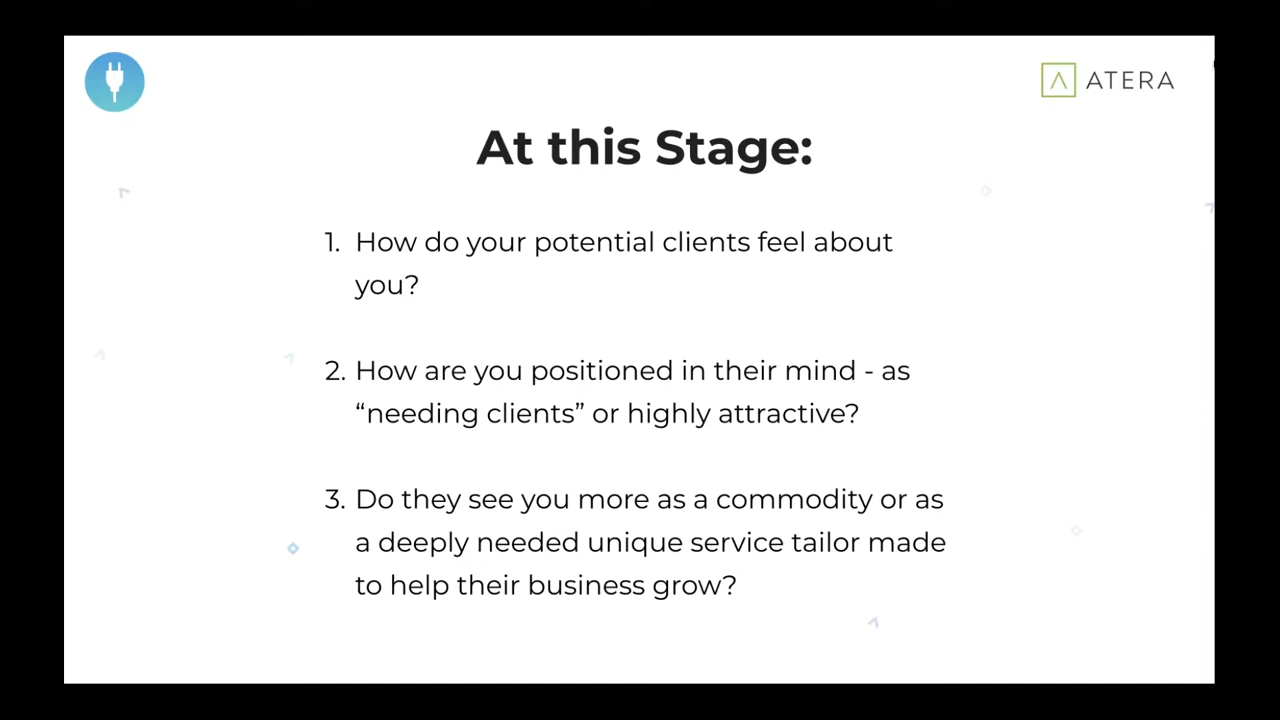 ATERA
At this Stage:
1. How do your potential clients feel about
you?
2. How are you positioned in their mind - as
“needing clients” or highly attractive?
3. Do they see you more as a commodity or as
a deeply needed unique service tailor made
to help their business grow?